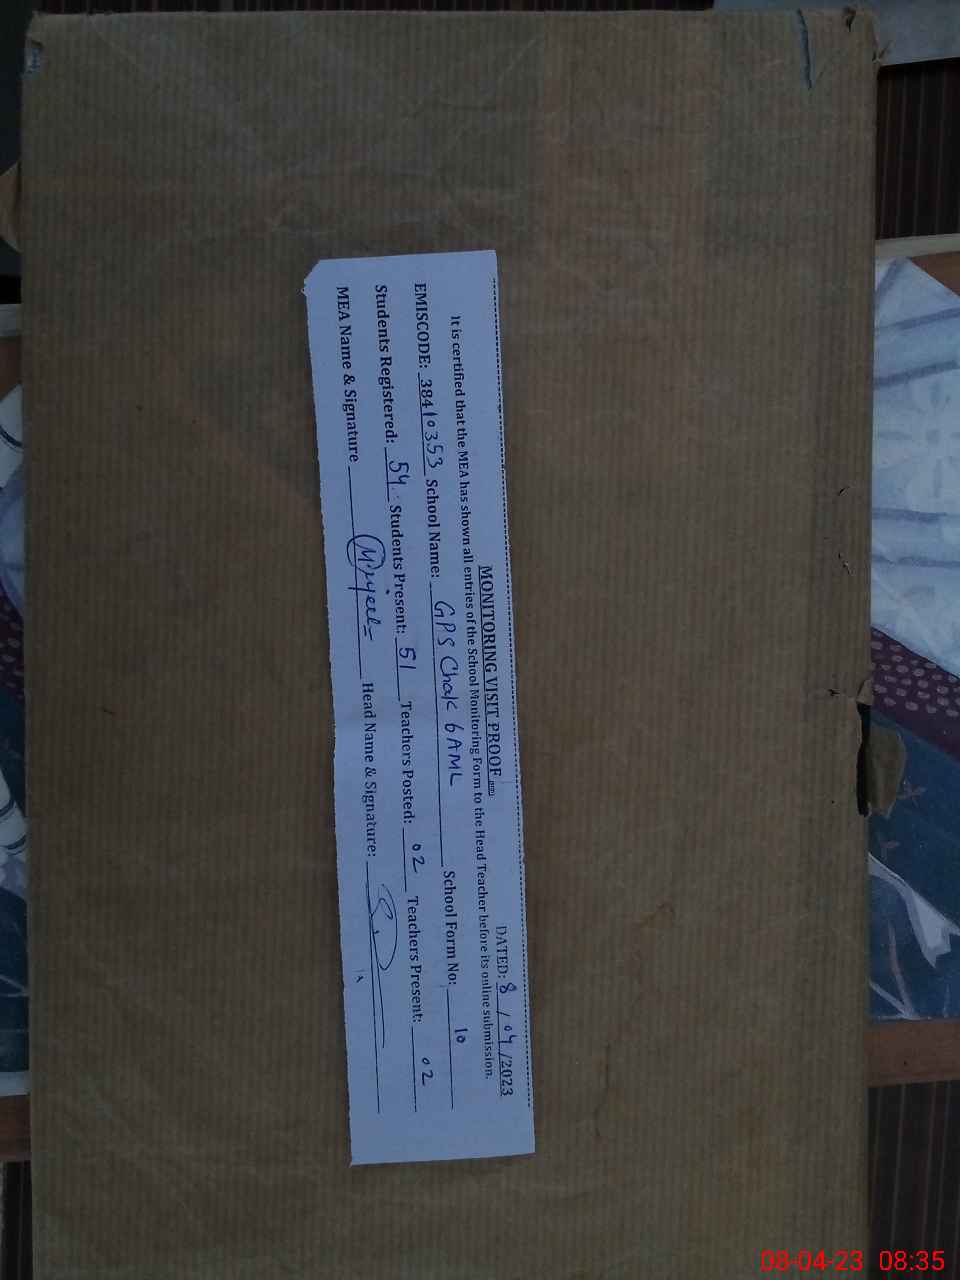 MONITORING VISIT PROOF
DATED: 8/04/2023
It is certified that the MEA has shown all entries of the School Monitoring Form to the Head Teacher before its online submission.
EMISCODE: 38410353 School Name: GPS Chak 6AML School Form No: 10
Students Registered: 54 Students Present: 51 Teachers Posted: 02 Teachers Present: 02
MEA Name & Signature Head Name & Signature:
08-04-23 08:35